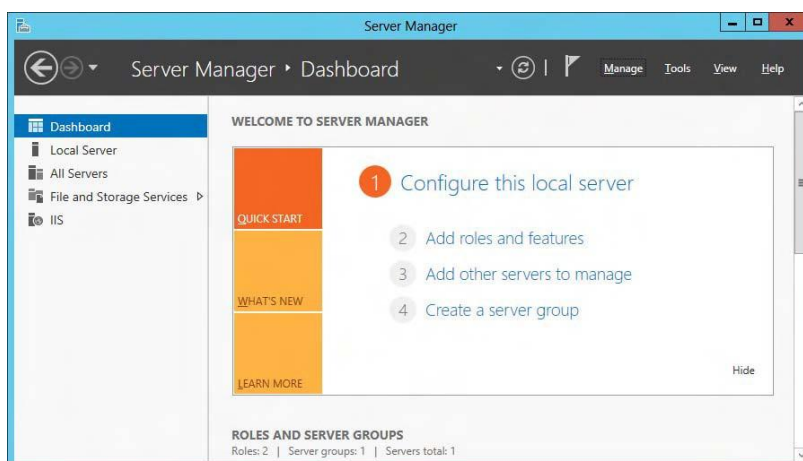 Server Manager
Server Manager • Dashboard
Manage Tools View Help
Dashboard
Local Server
All Servers
File and Storage Services
IIS
WELCOME TO SERVER MANAGER
QUICK START
WHAT'S NEW
LEARN MORE
1 Configure this local server
2 Add roles and features
3 Add other servers to manage
4 Create a server group
Hide
ROLES AND SERVER GROUPS
Roles: 2 | Server groups: 1 | Servers total: 1